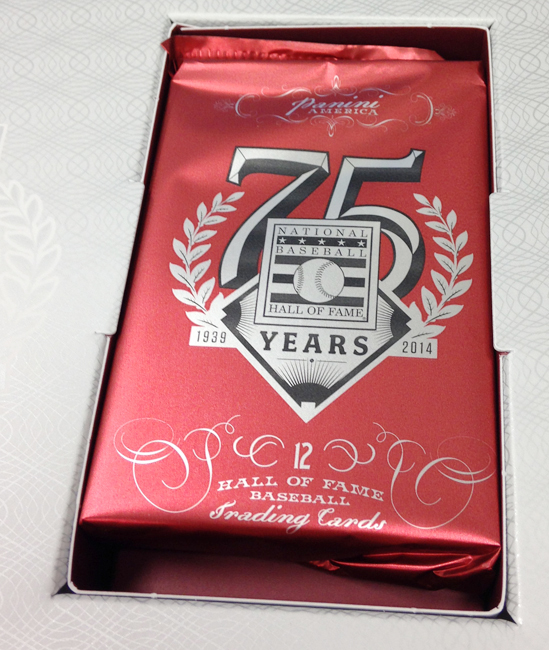 Panini
AMERICA
75
NATIONAL
BASEBALL
HALL OF FAME
YEARS
1939
2014
12
HALL OF FAME
BASEBALL
Trading Cards